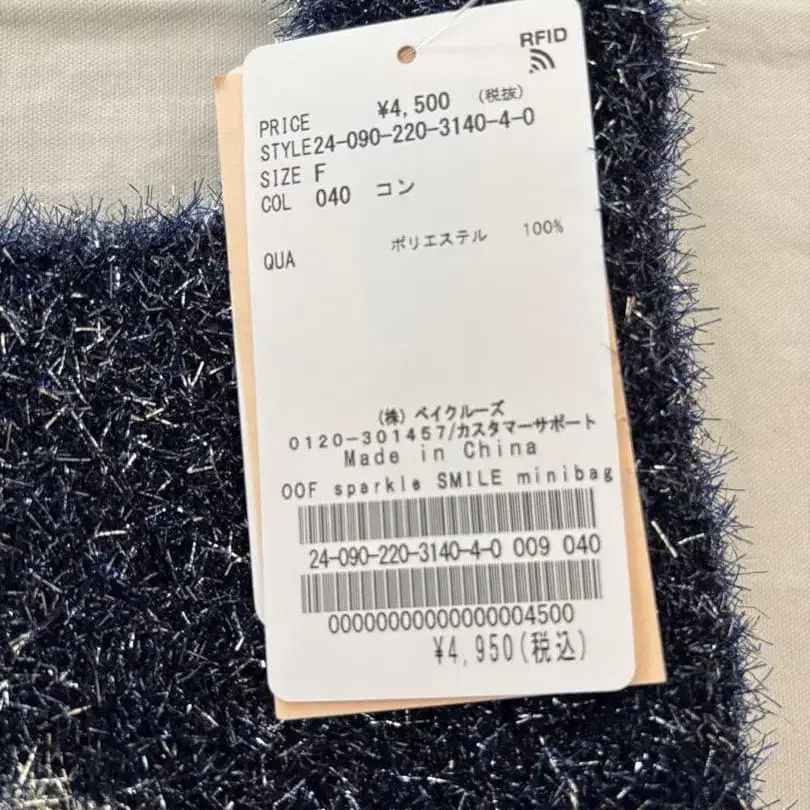 RFID
PRICE ¥4,500 (税抜)
STYLE24-090-220-3140-4-0
SIZE F
COL 040 コン
QUA ポリエステル 100%
(株) ベイクルーズ
0120-301457/カスタマーサポート
Made in China
OOF sparkle SMILE minibag
24-090-220-3140-4-0 009 040
00000000000000004500
¥4,950(税込)